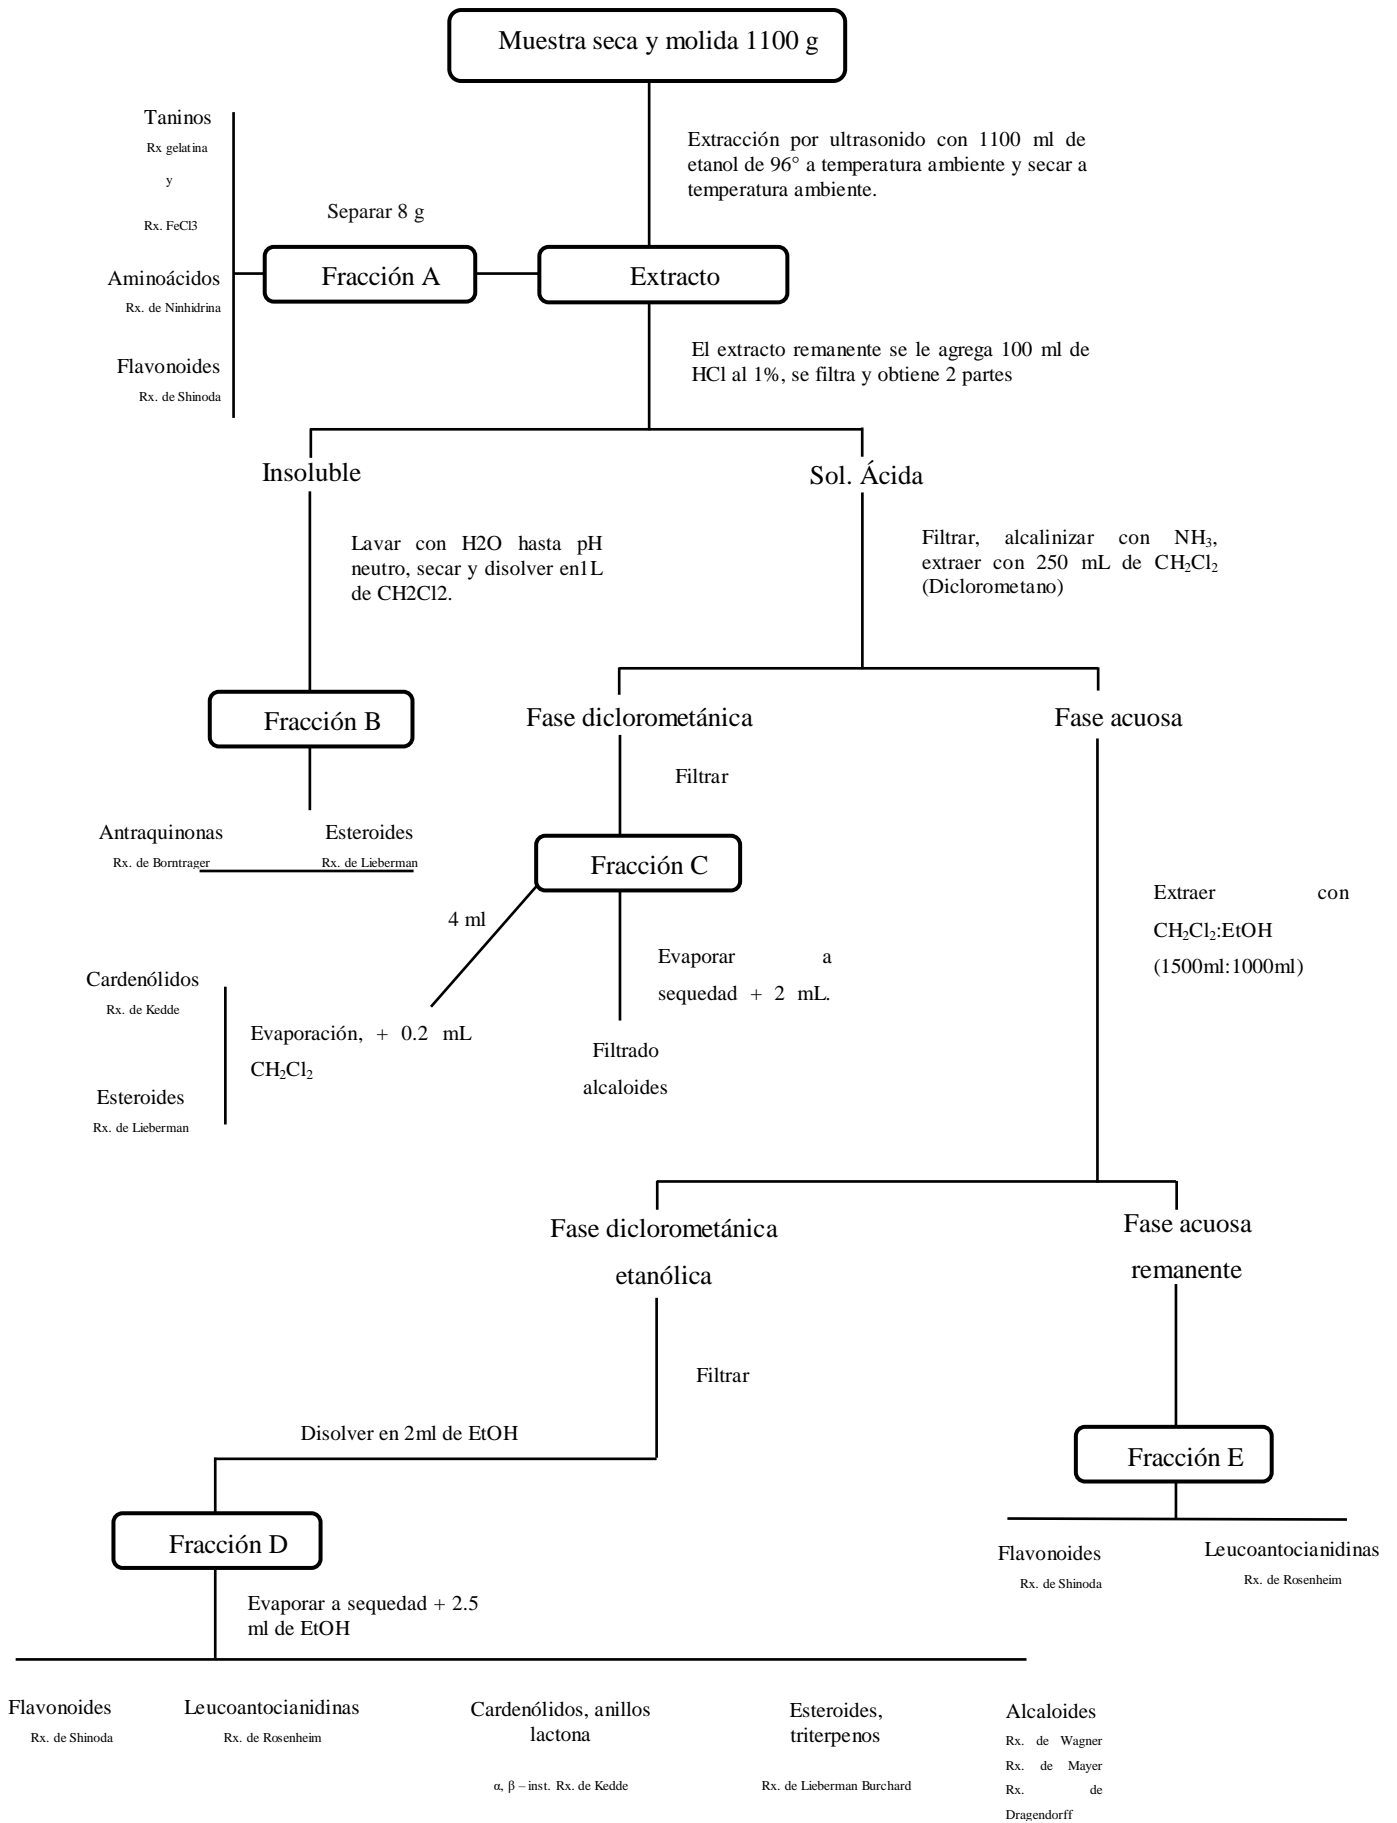 Muestra seca y molida 1100 g
Extracción por ultrasonido con 1100 ml de
etanol de 96° a temperatura ambiente y secar a
temperatura ambiente.
Taninos
Rx gelatina
y
Rx. FeCl3
Aminoácidos
Rx. de Ninhidrina
Flavonoides
Rx. de Shinoda
Separar 8 g
Fracción A
Extracto
El extracto remanente se le agrega 100 ml de
HCl al 1%, se filtra y obtiene 2 partes
Insoluble
Sol. Ácida
Lavar con H2O hasta pH
neutro, secar y disolver en1L
de CH2Cl2.
Filtrar, alcalinizar con NH₃,
extraer con 250 mL de CH₂Cl₂
(Diclorometano)
Fracción B
Antraquinonas
Rx. de Borntrager
Esteroides
Rx. de Lieberman
Fase diclorometánica
Fase acuosa
Filtrar
Fracción C
4 ml
Evaporar a
sequedad + 2 mL.
Filtrado
alcaloides
Evaporación, + 0.2 mL
CH₂Cl₂
Cardenólidos
Rx. de Kedde
Esteroides
Rx. de Lieberman
Extraer con
CH₂Cl₂:EtOH
(1500ml:1000ml)
Fase diclorometánica
etanólica
Fase acuosa
remanente
Filtrar
Disolver en 2ml de EtOH
Fracción D
Evaporar a sequedad + 2.5
ml de EtOH
Fracción E
Flavonoides
Rx. de Shinoda
Leucoantocianidinas
Rx. de Rosenheim
Flavonoides
Rx. de Shinoda
Leucoantocianidinas
Rx. de Rosenheim
Cardenólidos, anillos
lactona
α, β – inst. Rx. de Kedde
Esteroides,
triterpenos
Rx. de Lieberman Burchard
Alcaloides
Rx. de Wagner
Rx. de Mayer
Rx. de
Dragendorff